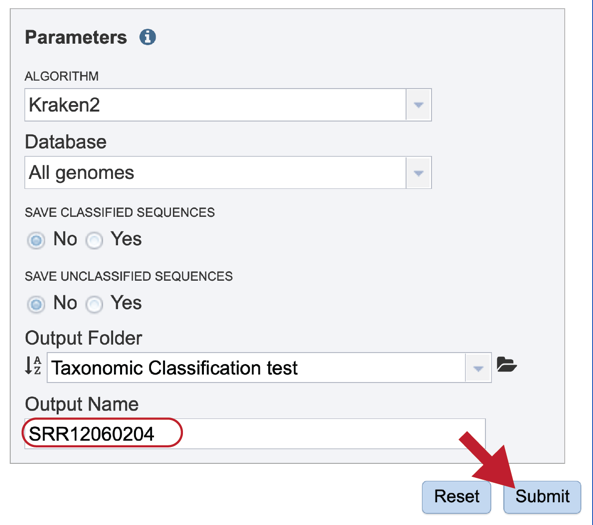 Parameters
ALGORITHM
Kraken2
Database
All genomes
SAVE CLASSIFIED SEQUENCES
No Yes
SAVE UNCLASSIFIED SEQUENCES
No Yes
Output Folder
Taxonomic Classification test
Output Name
SRR12060204
Reset Submit